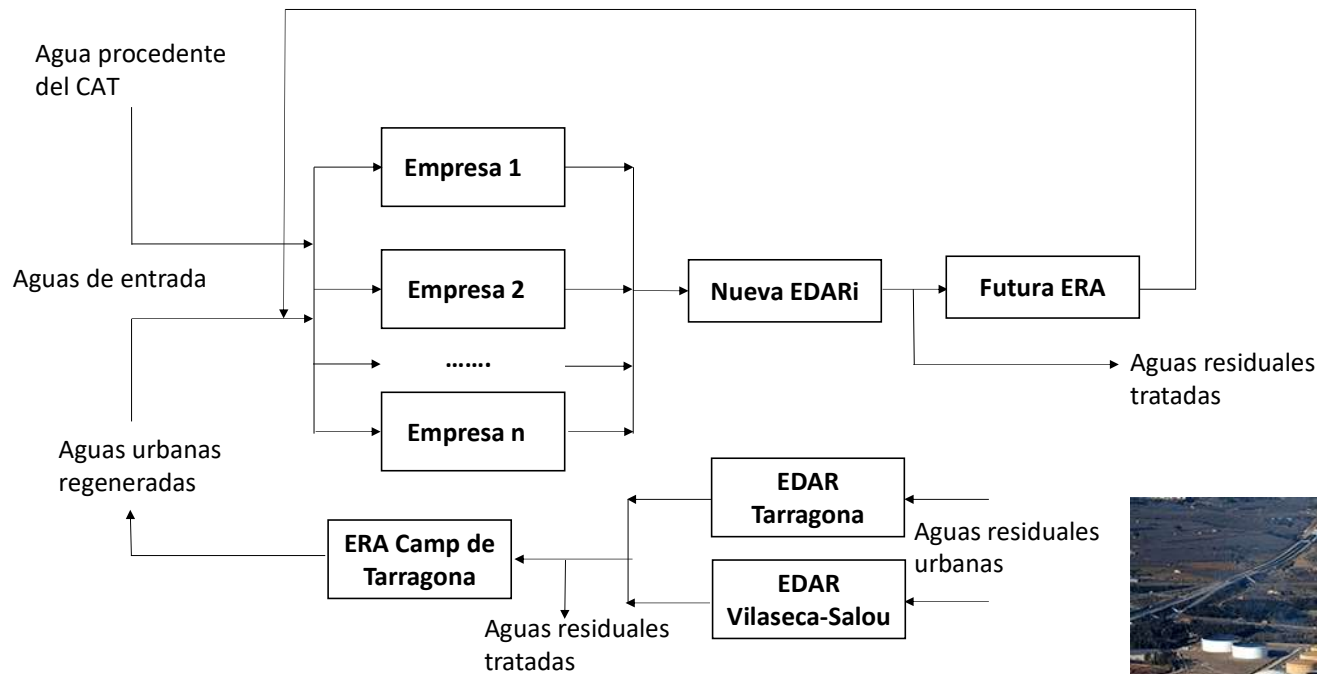 Agua procedente
del CAT
Empresa 1
Aguas de entrada
Empresa 2
Nueva EDARi
Futura ERA
.......
Aguas residuales
tratadas
Empresa n
Aguas urbanas
regeneradas
EDAR
Tarragona
Aguas residuales
urbanas
ERA Camp de
Tarragona
EDAR
Vilaseca-Salou
Aguas residuales
tratadas